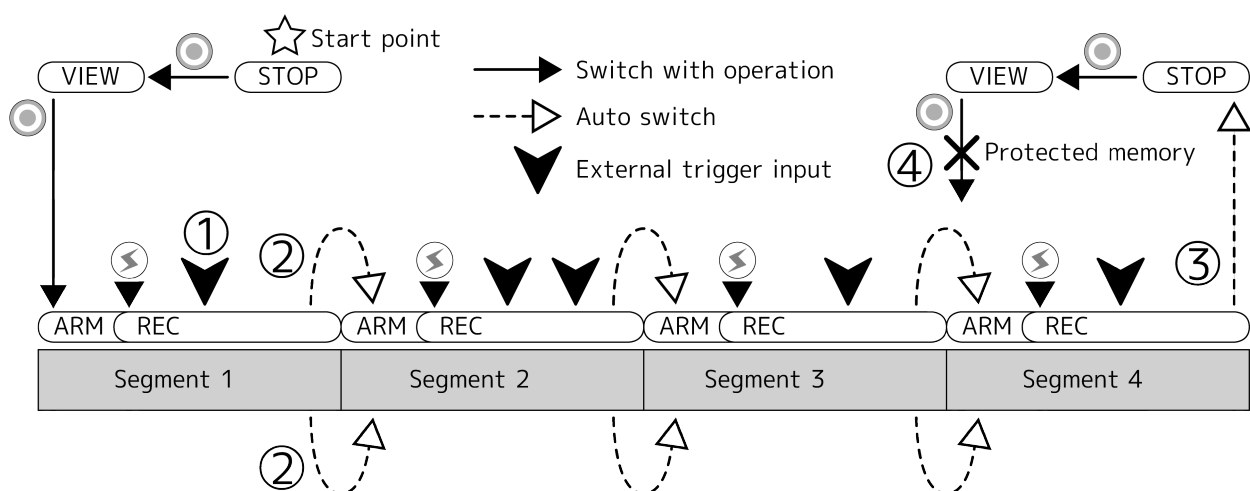 Start point
VIEW
STOP
Switch with operation
Auto switch
External trigger input
VIEW
STOP
④
Protected memory
①
②
③
ARM REC
ARM REC
ARM REC
ARM REC
Segment 1
Segment 2
Segment 3
Segment 4
②